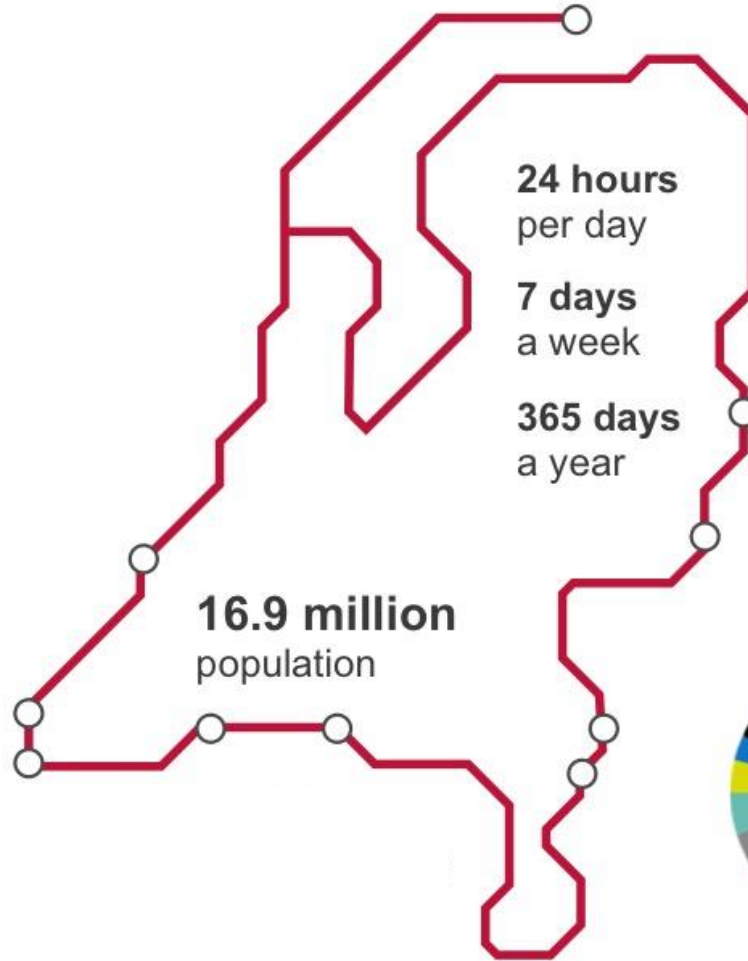 24 hours
per day
7 days
a week
365 days
a year
16.9 million
population